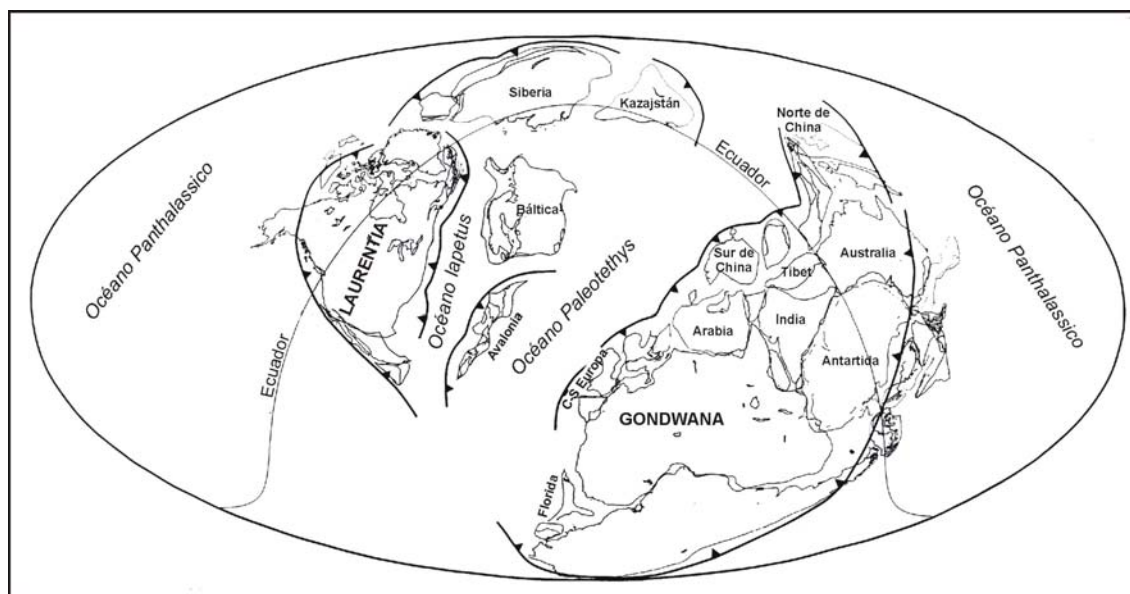 Siberia
Kazajstán
Norte de
China
Ecuador
Océano Panthalassico
Báltica
LAURENTIA
Océano Iapetus
Océano Paleotethys
Avalonia
Sur de
China
Tibet
Australia
Océano Panthalassico
Arabia
India
Antartida
Ecuador
C-S Europa
GONDWANA
Florida